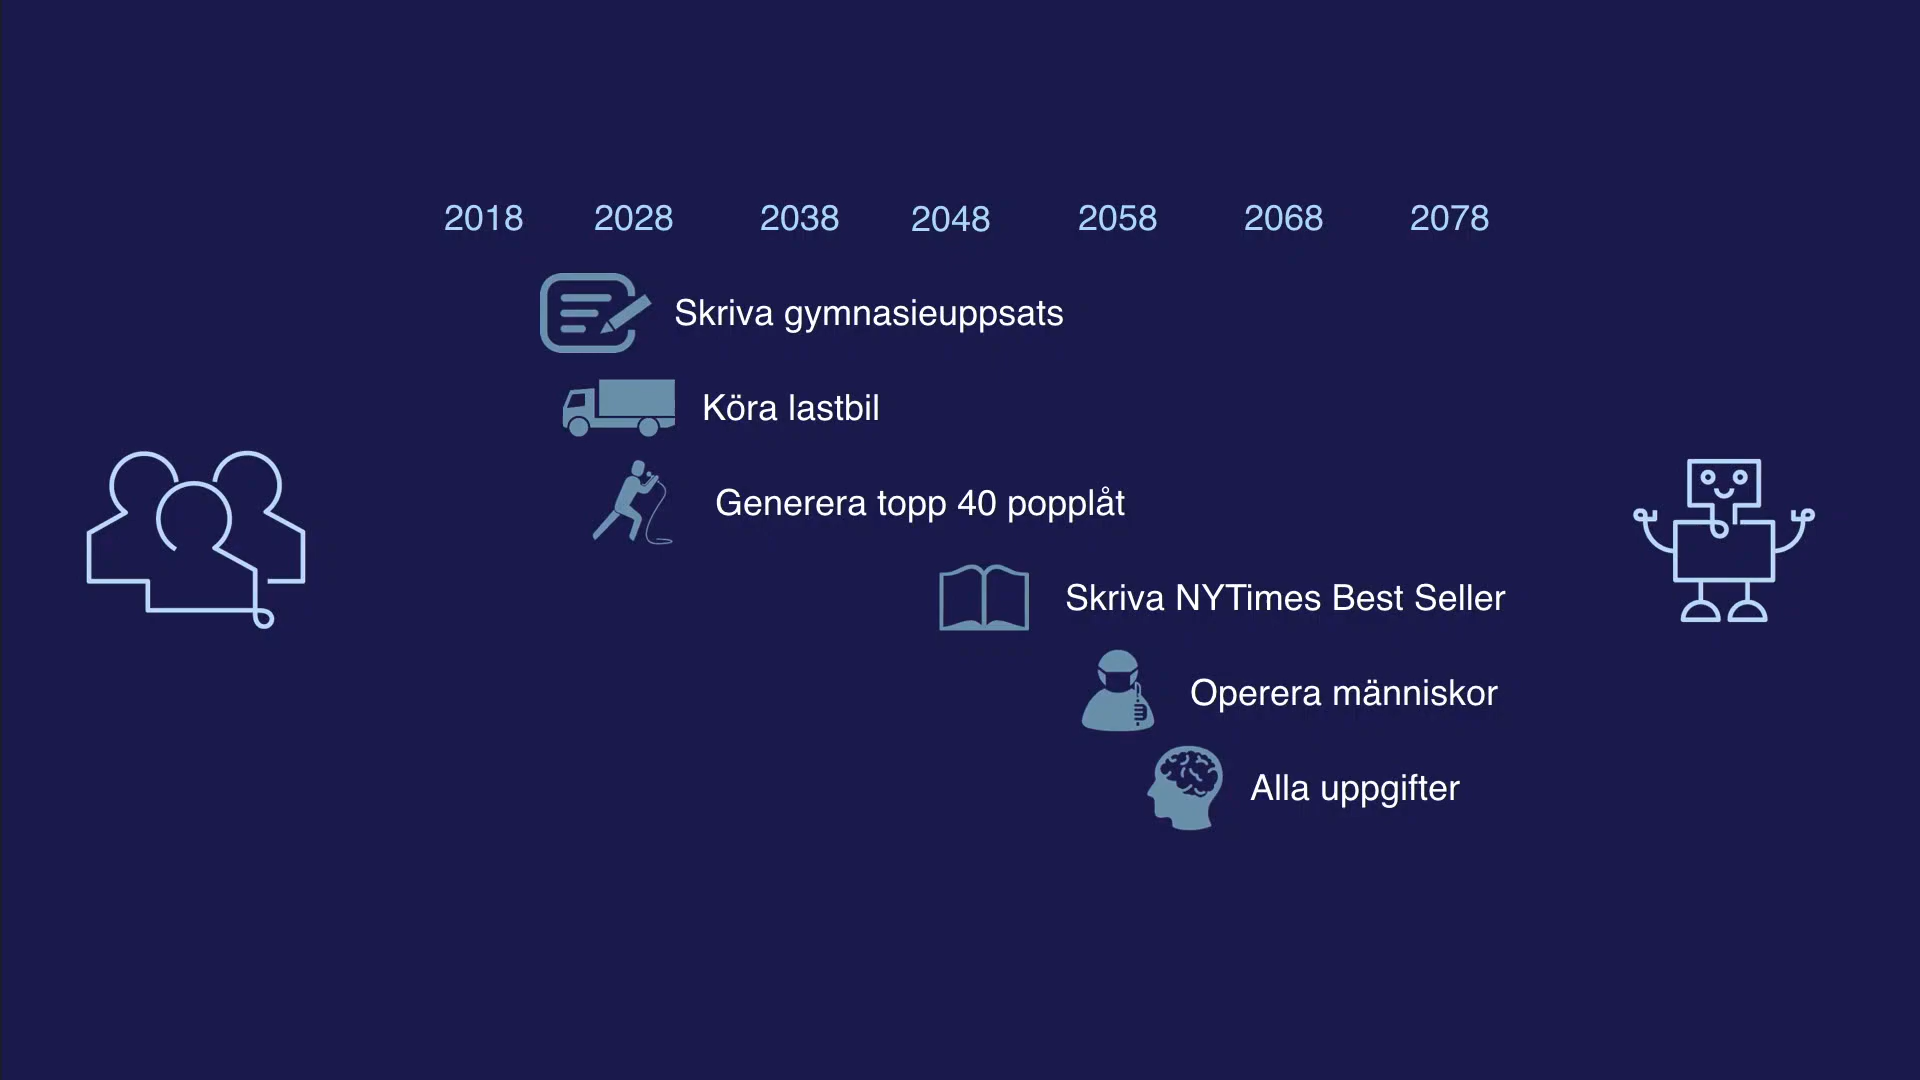 2018 2028 2038 2048 2058 2068 2078
Skriva gymnasieuppsats
Köra lastbil
Generera topp 40 popplåt
Skriva NYTimes Best Seller
Operera människor
Alla uppgifter